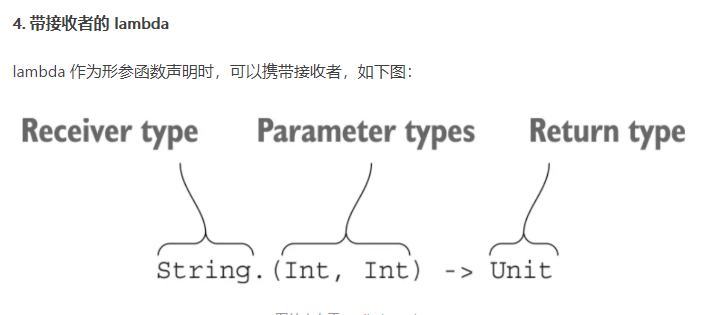 4. 带接收者的 lambda
lambda 作为形参函数声明时，可以携带接收者，如下图：
Receiver type Parameter types Return type
String.(Int, Int) -> Unit